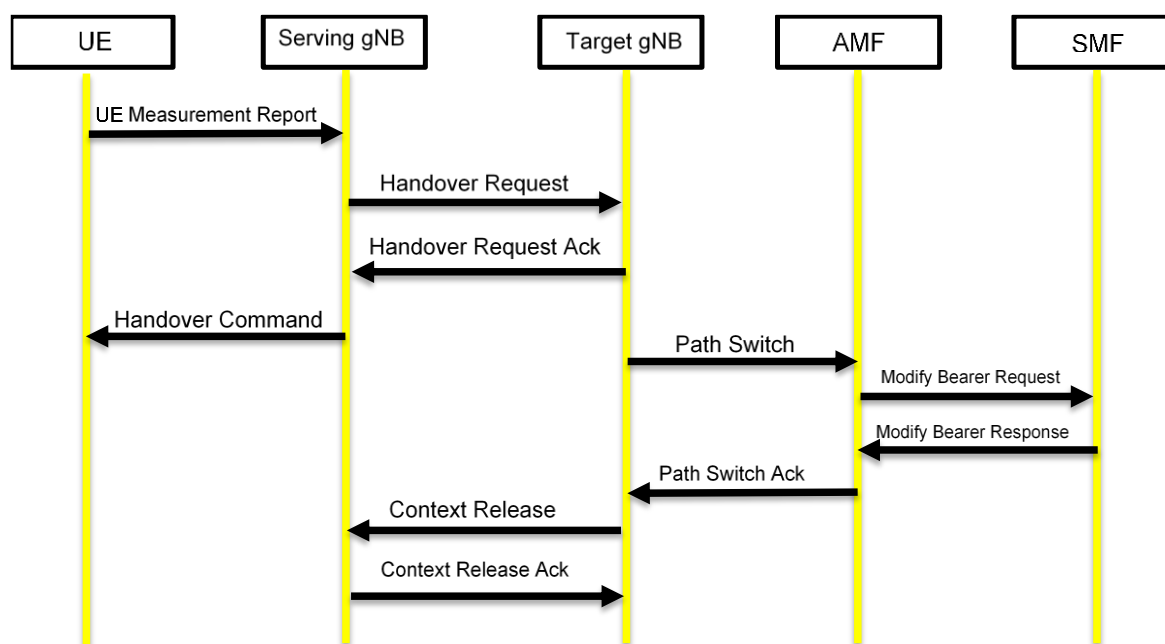 UE
Serving gNB
Target gNB
AMF
SMF
UE Measurement Report
Handover Request
Handover Request Ack
Handover Command
Path Switch
Modify Bearer Request
Modify Bearer Response
Path Switch Ack
Context Release
Context Release Ack